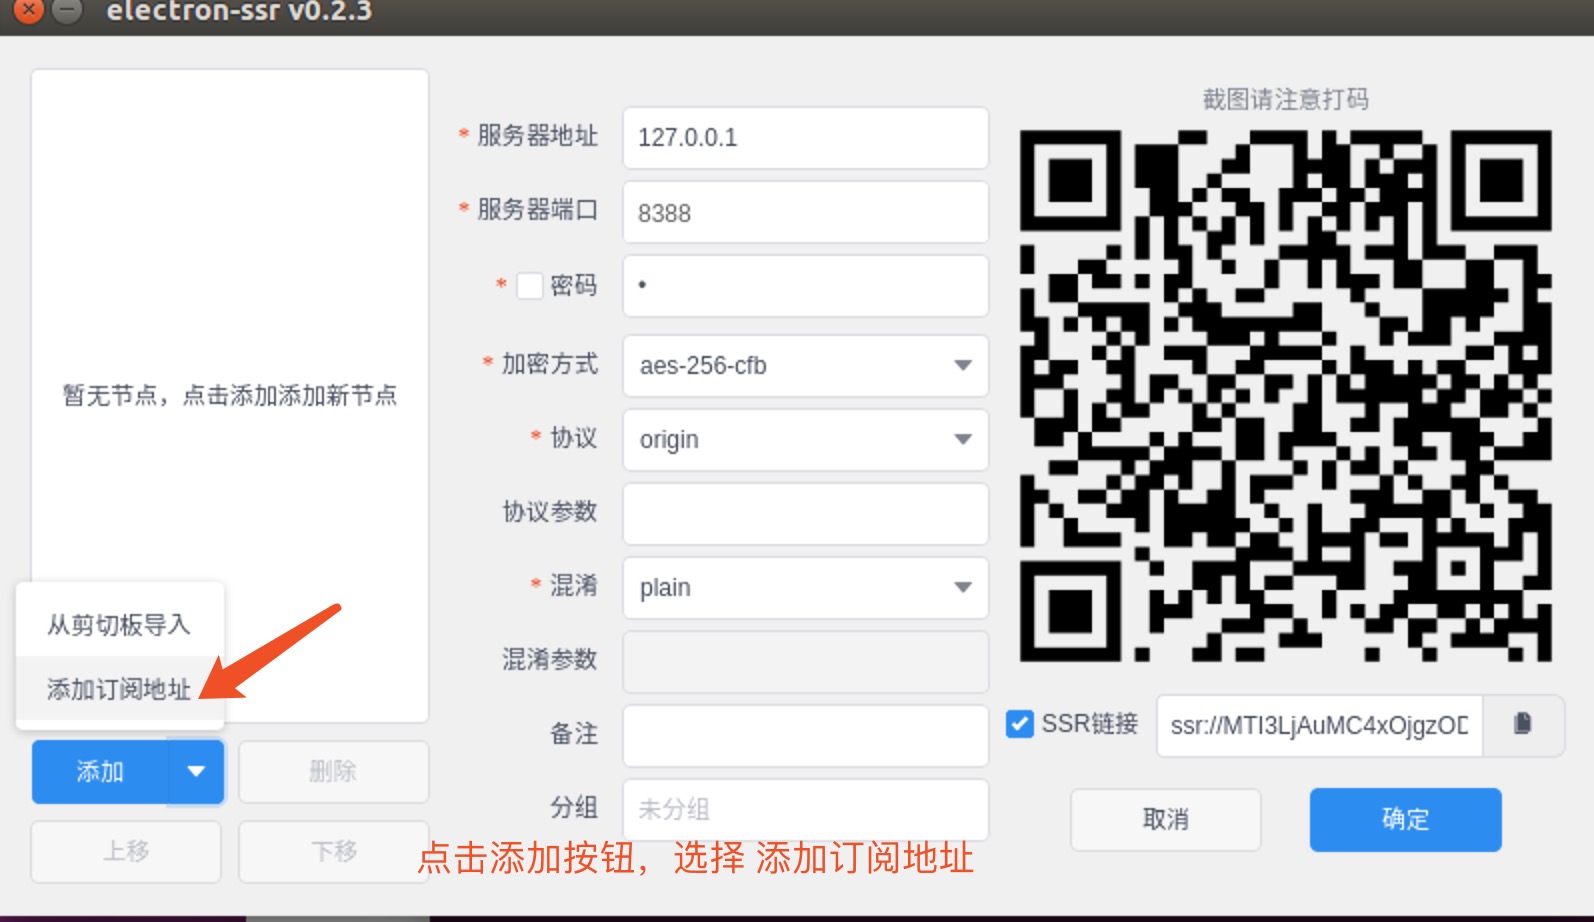 electron-ssr v0.2.3
暂无节点，点击添加添加新节点
从剪切板导入
添加订阅地址
添加
删除
上移
下移
* 服务器地址 127.0.0.1
* 服务器端口 8388
* 密码 •
* 加密方式 aes-256-cfb
* 协议 origin
协议参数
* 混淆 plain
混淆参数
备注
分组 未分组
点击添加按钮，选择 添加订阅地址
截图请注意打码
SSR链接 ssr://MTI3LjAuMC4xOjgzOD
取消
确定